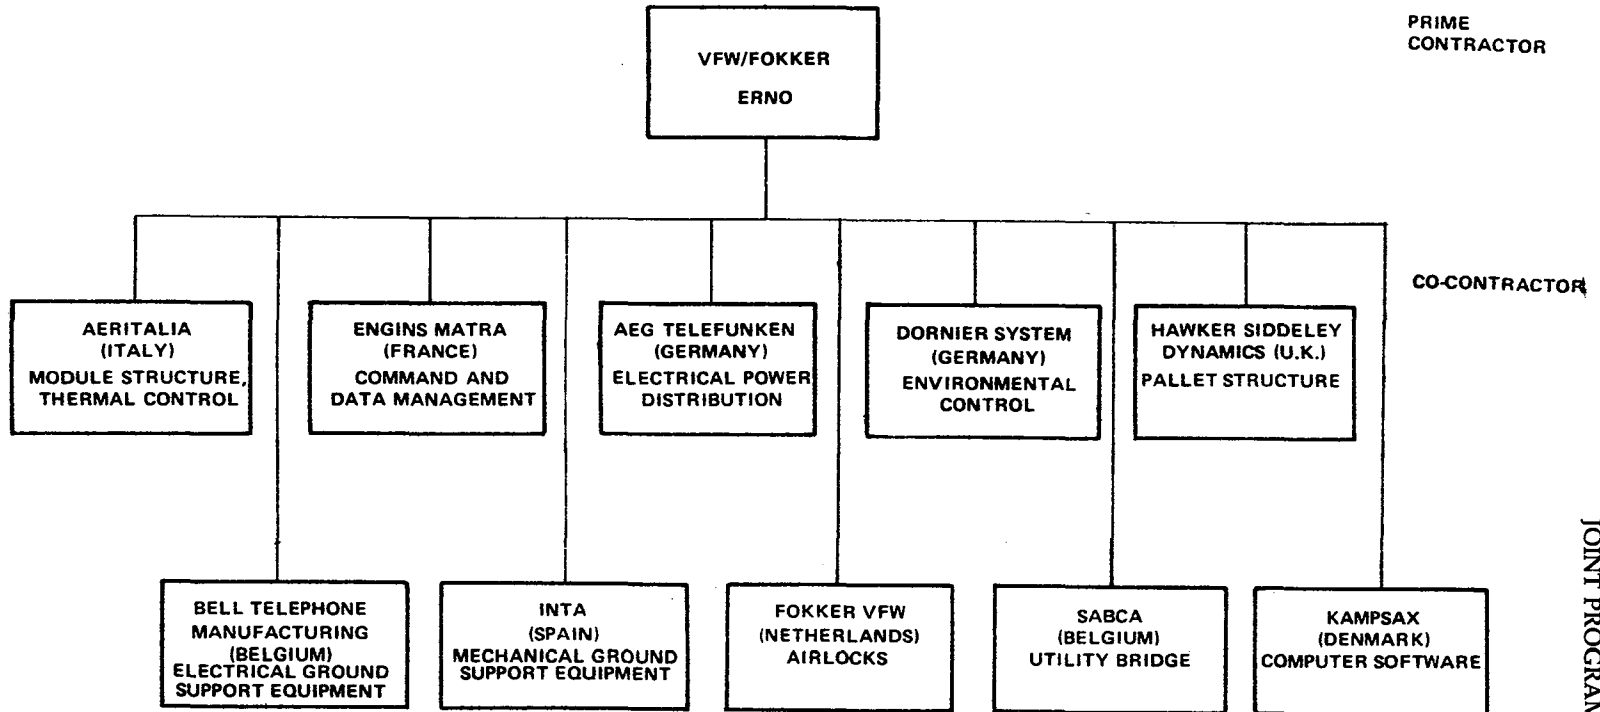 VFW/FOKKER
ERNO
PRIME
CONTRACTOR
CO-CONTRACTOR
AERITALIA
(ITALY)
MODULE STRUCTURE,
THERMAL CONTROL
ENGINS MATRA
(FRANCE)
COMMAND AND
DATA MANAGEMENT
AEG TELEFUNKEN
(GERMANY)
ELECTRICAL POWER
DISTRIBUTION
DORNIER SYSTEM
(GERMANY)
ENVIRONMENTAL
CONTROL
HAWKER SIDDELEY
DYNAMICS (U.K.)
PALLET STRUCTURE
BELL TELEPHONE
MANUFACTURING
(BELGIUM)
ELECTRICAL GROUND
SUPPORT EQUIPMENT
INTA
(SPAIN)
MECHANICAL GROUND
SUPPORT EQUIPMENT
FOKKER VFW
(NETHERLANDS)
AIRLOCKS
SABCA
(BELGIUM)
UTILITY BRIDGE
KAMPSAX
(DENMARK)
COMPUTER SOFTWARE
JOINT